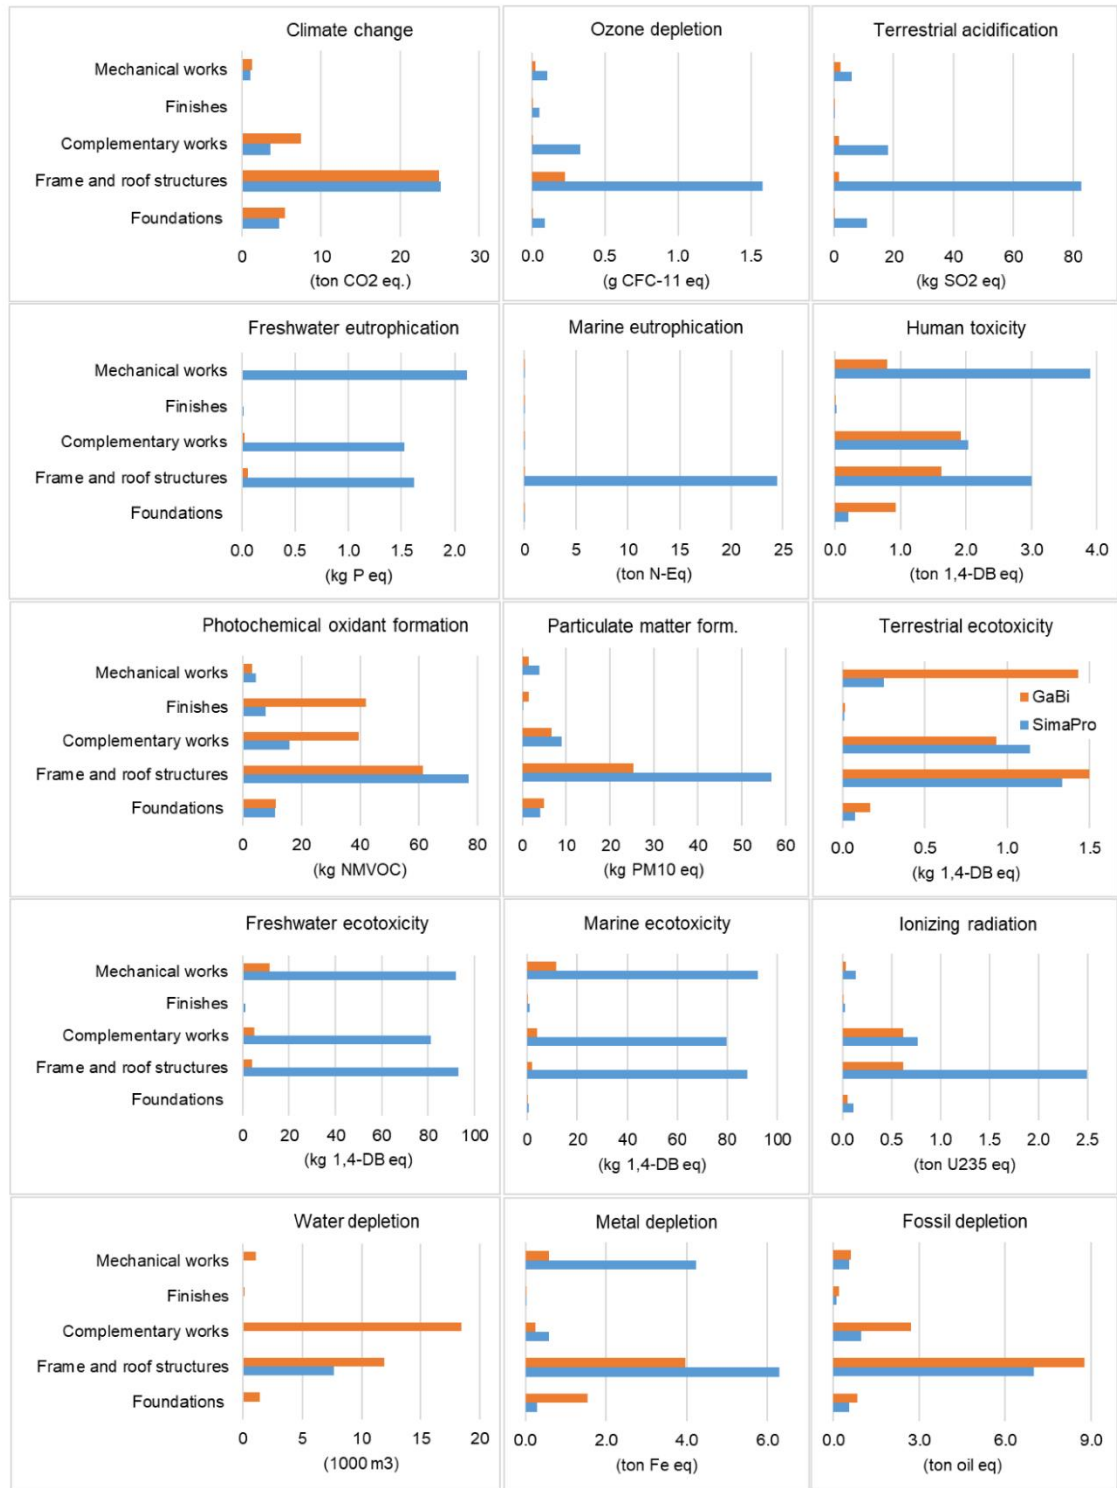 Climate change
Mechanical works
Finishes
Complementary works
Frame and roof structures
Foundations
0 10 20 30
(ton CO2 eq.)
Ozone depletion
0.0 0.5 1.0 1.5
(g CFC-11 eq)
Terrestrial acidification
0 20 40 60 80
(kg SO2 eq)
Freshwater eutrophication
Mechanical works
Finishes
Complementary works
Frame and roof structures
Foundations
0.0 0.5 1.0 1.5 2.0
(kg P eq)
Marine eutrophication
0 5 10 15 20 25
(ton N-Eq)
Human toxicity
0.0 1.0 2.0 3.0 4.0
(ton 1,4-DB eq)
Photochemical oxidant formation
Mechanical works
Finishes
Complementary works
Frame and roof structures
Foundations
0 20 40 60 80
(kg NMVOC)
Particulate matter form.
0 10 20 30 40 50 60
(kg PM10 eq)
Terrestrial ecotoxicity
GaBi
SimaPro
0.0 0.5 1.0 1.5
(kg 1,4-DB eq)
Freshwater ecotoxicity
Mechanical works
Finishes
Complementary works
Frame and roof structures
Foundations
0 20 40 60 80 100
(kg 1,4-DB eq)
Marine ecotoxicity
0 20 40 60 80 100
(kg 1,4-DB eq)
Ionizing radiation
0.0 0.5 1.0 1.5 2.0 2.5
(ton U235 eq)
Water depletion
Mechanical works
Finishes
Complementary works
Frame and roof structures
Foundations
0 5 10 15 20
(1000 m3)
Metal depletion
0.0 2.0 4.0 6.0
(ton Fe eq)
Fossil depletion
0.0 3.0 6.0 9.0
(ton oil eq)